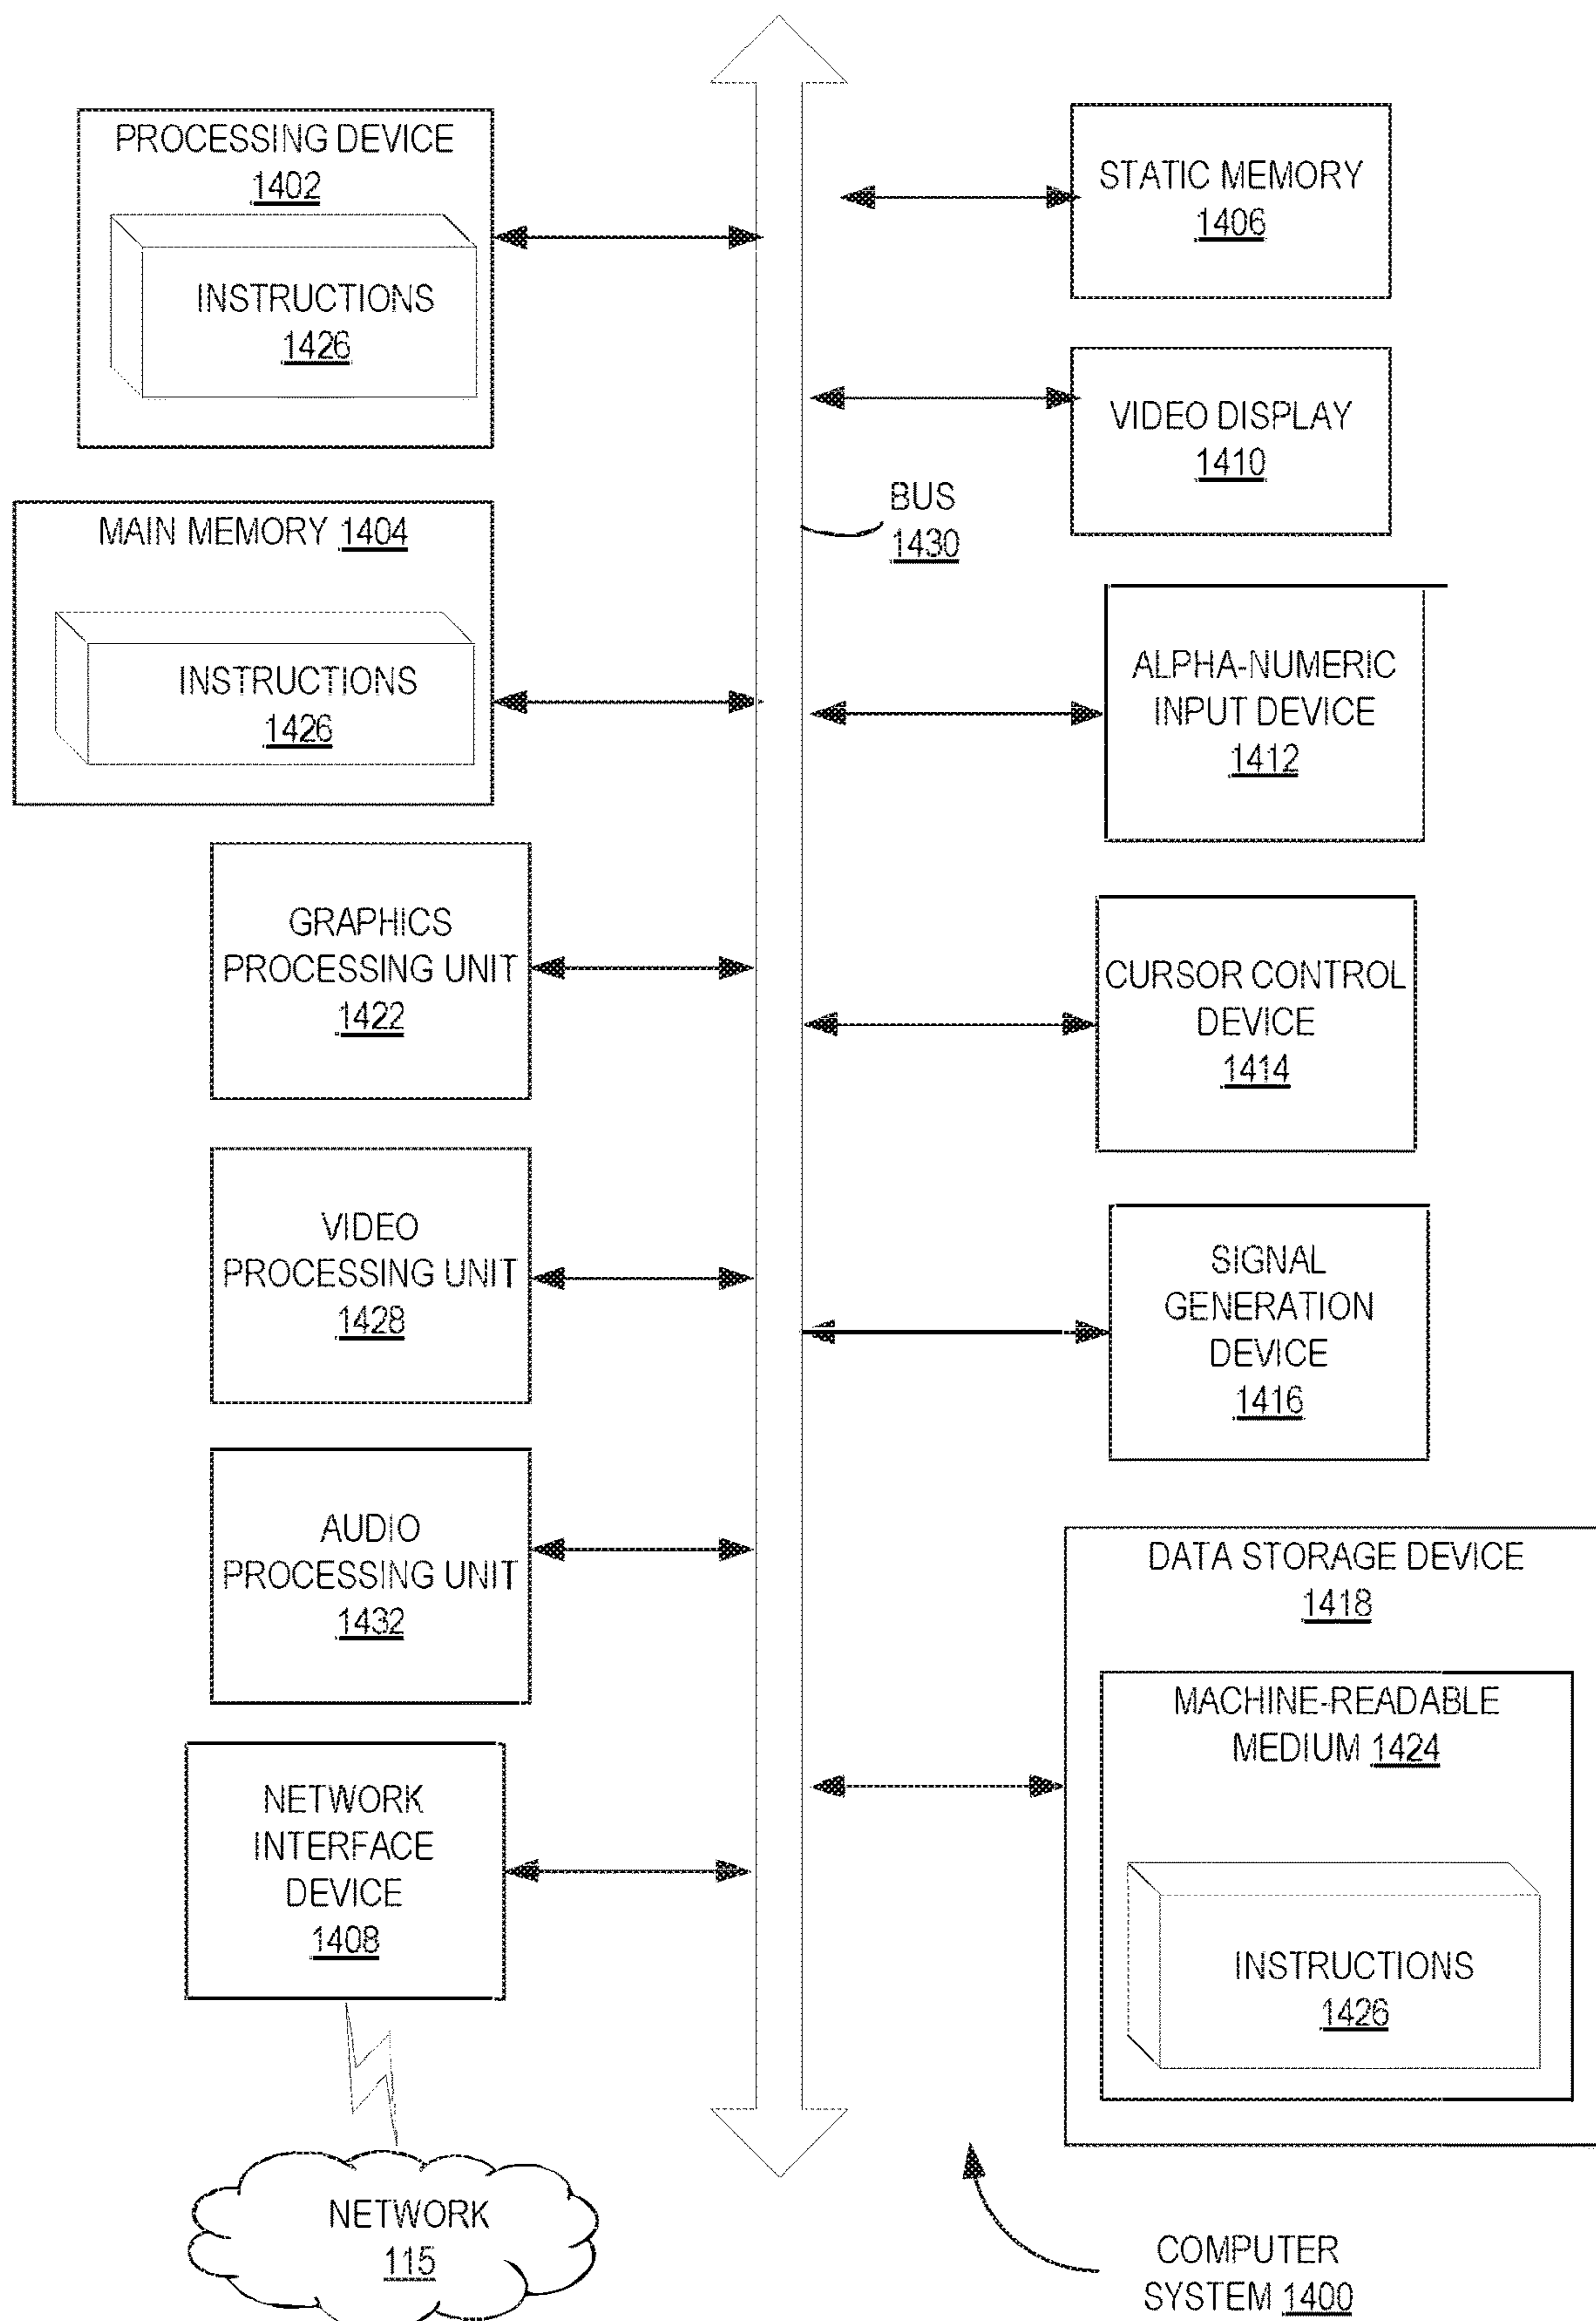 PROCESSING DEVICE
1402
INSTRUCTIONS
1426
MAIN MEMORY 1404
INSTRUCTIONS
1426
GRAPHICS
PROCESSING UNIT
1422
VIDEO
PROCESSING UNIT
1428
AUDIO
PROCESSING UNIT
1432
NETWORK
INTERFACE
DEVICE
1408
NETWORK
115
BUS
1430
STATIC MEMORY
1406
VIDEO DISPLAY
1410
ALPHA-NUMERIC
INPUT DEVICE
1412
CURSOR CONTROL
DEVICE
1414
SIGNAL
GENERATION
DEVICE
1416
DATA STORAGE DEVICE
1418
MACHINE-READABLE
MEDIUM 1424
INSTRUCTIONS
1426
COMPUTER
SYSTEM 1400